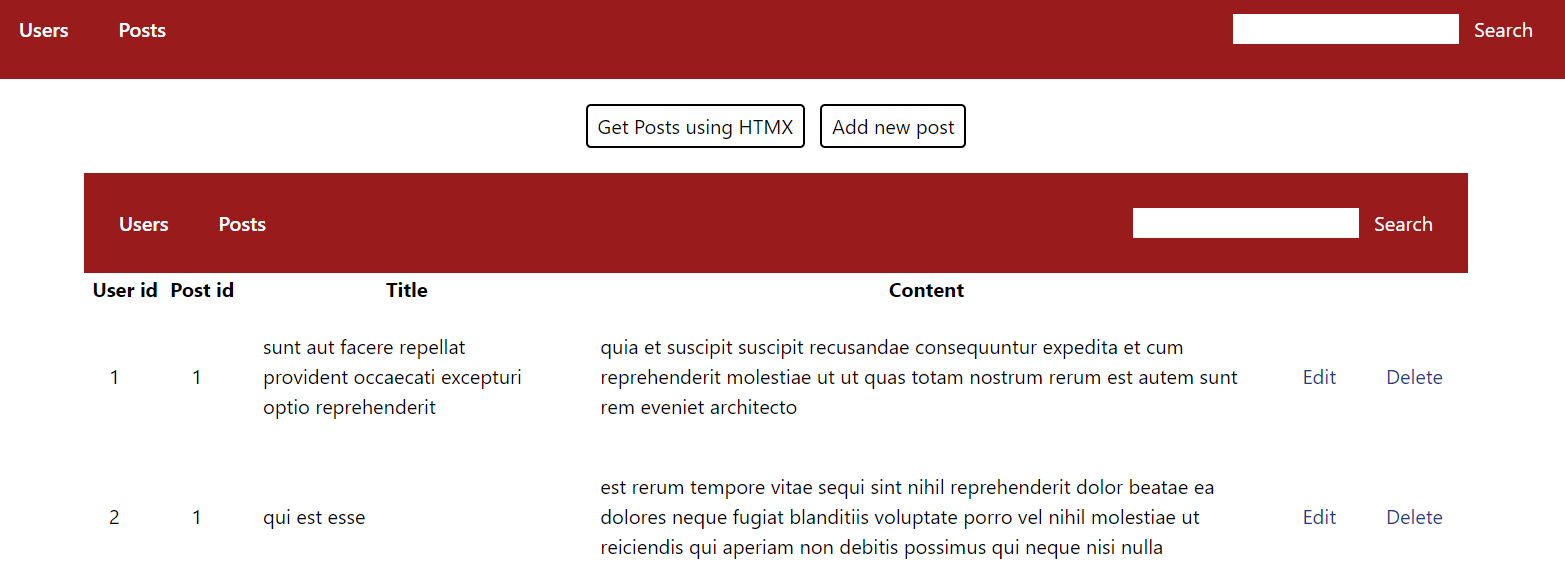 Users Posts Search
Get Posts using HTMX Add new post
Users Posts Search
User id Post id Title Content
sunt aut facere repellat quia et suscipit suscipit recusandae consequuntur expedita et cum
1 1 provident occaecati excepturi reprehenderit molestiae ut ut quas totam nostrum rerum est autem sunt Edit Delete
optio reprehenderit rem eveniet architecto
est rerum tempore vitae sequi sint nihil reprehenderit dolor beatae ea
2 1 qui est esse dolores neque fugiat blanditiis voluptate porro vel nihil molestiae ut Edit Delete
reiciendis qui aperiam non debitis possimus qui neque nisi nulla